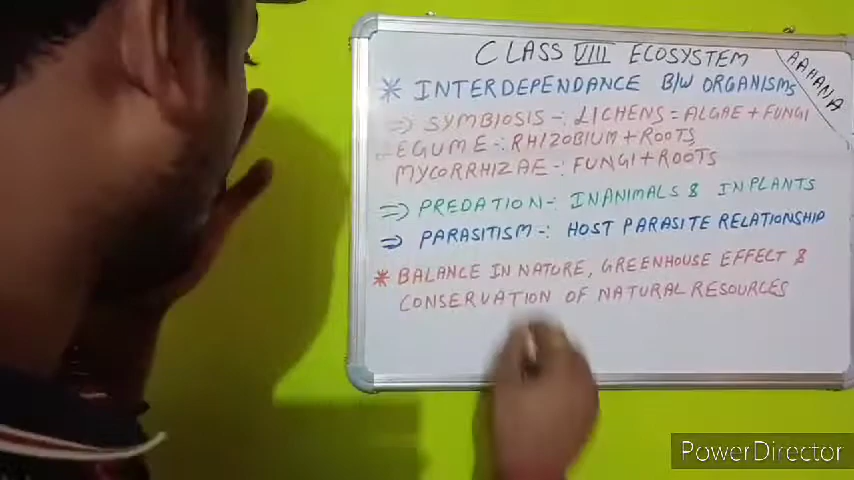 CLASS VIII ECOSYSTEM
AAHANA
* INTERDEPENDANCE B/W ORGANISMS
⇒ SYMBIOSIS -: LICHENS = ALGAE + FUNGI
EGUME -: RHIZOBIUM + ROOTS
MYCORRHIZAE -: FUNGI + ROOTS
⇒ PREDATION -: IN ANIMALS & IN PLANTS
⇒ PARASITISM -: HOST PARASITE RELATIONSHIP
* BALANCE IN NATURE, GREENHOUSE EFFECT &
CONSERVATION OF NATURAL RESOURCES
PowerDirector